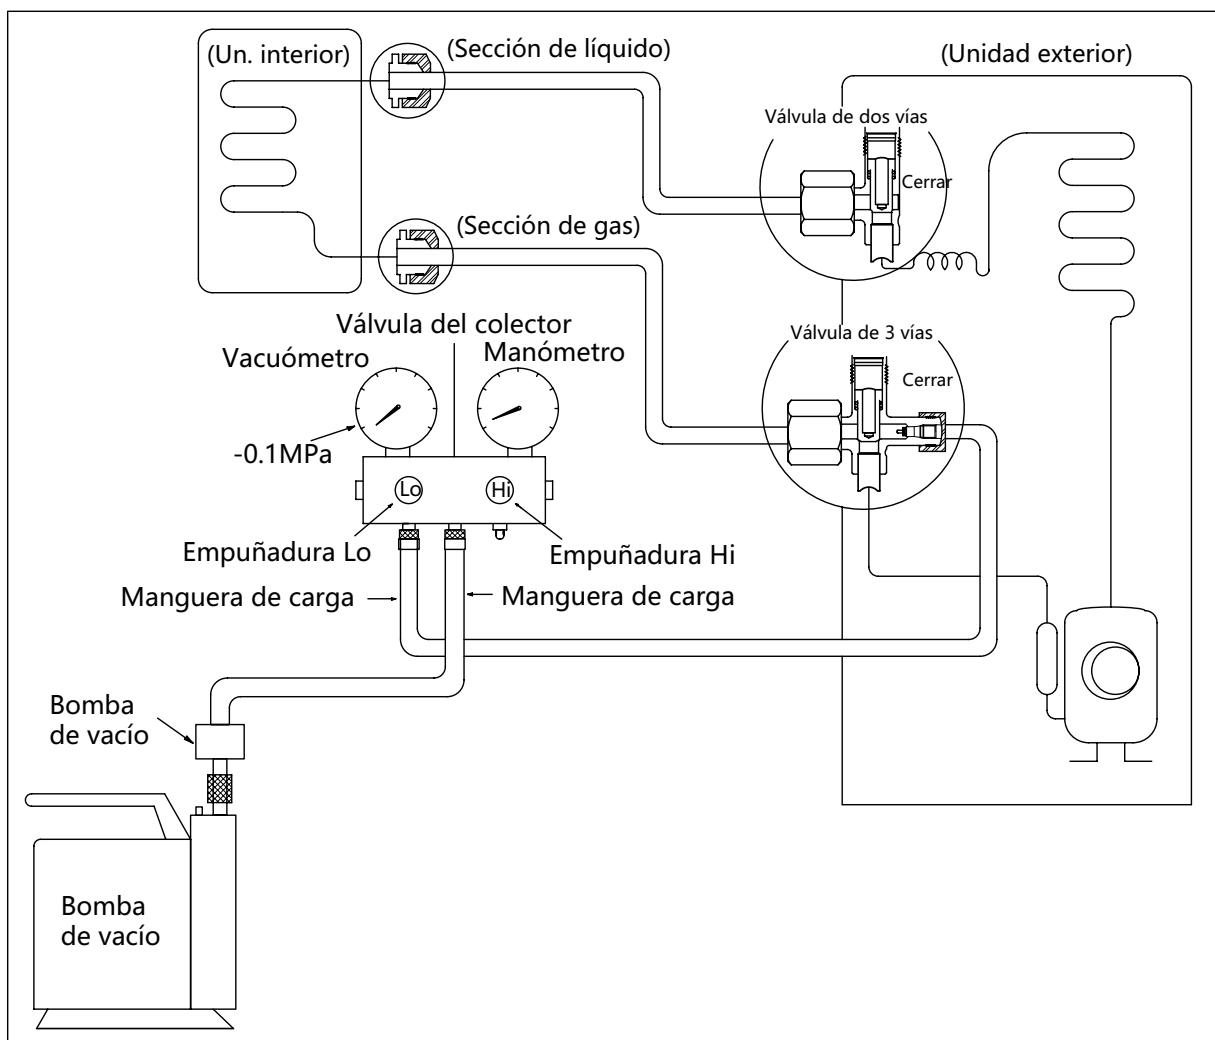 (Un. interior)
(Sección de líquido)
(Unidad exterior)
Válvula de dos vías
Cerrar
(Sección de gas)
Válvula del colector
Vacuómetro
Manómetro
Válvula de 3 vías
Cerrar
-0.1MPa
Lo
Hi
Empuñadura Lo
Empuñadura Hi
Manguera de carga
Manguera de carga
Bomba
de vacío
Bomba
de vacío